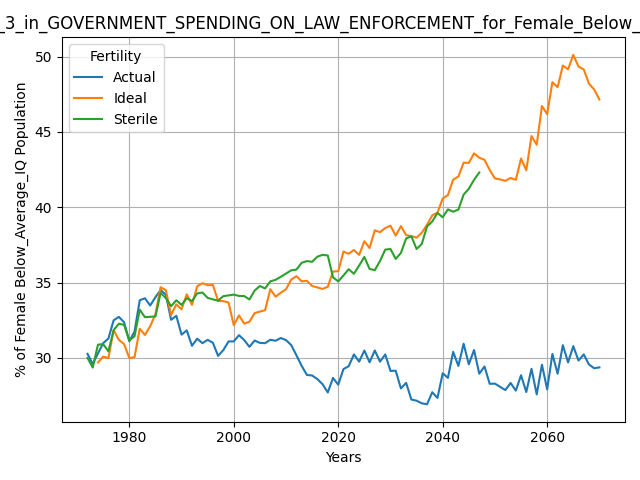 _3_in_GOVERNMENT_SPENDING_ON_LAW_ENFORCEMENT_for_Female_Below_
Fertility
Actual
Ideal
Sterile
% of Female Below_Average_IQ Population
50
45
40
35
30
1980
2000
2020
2040
2060
Years